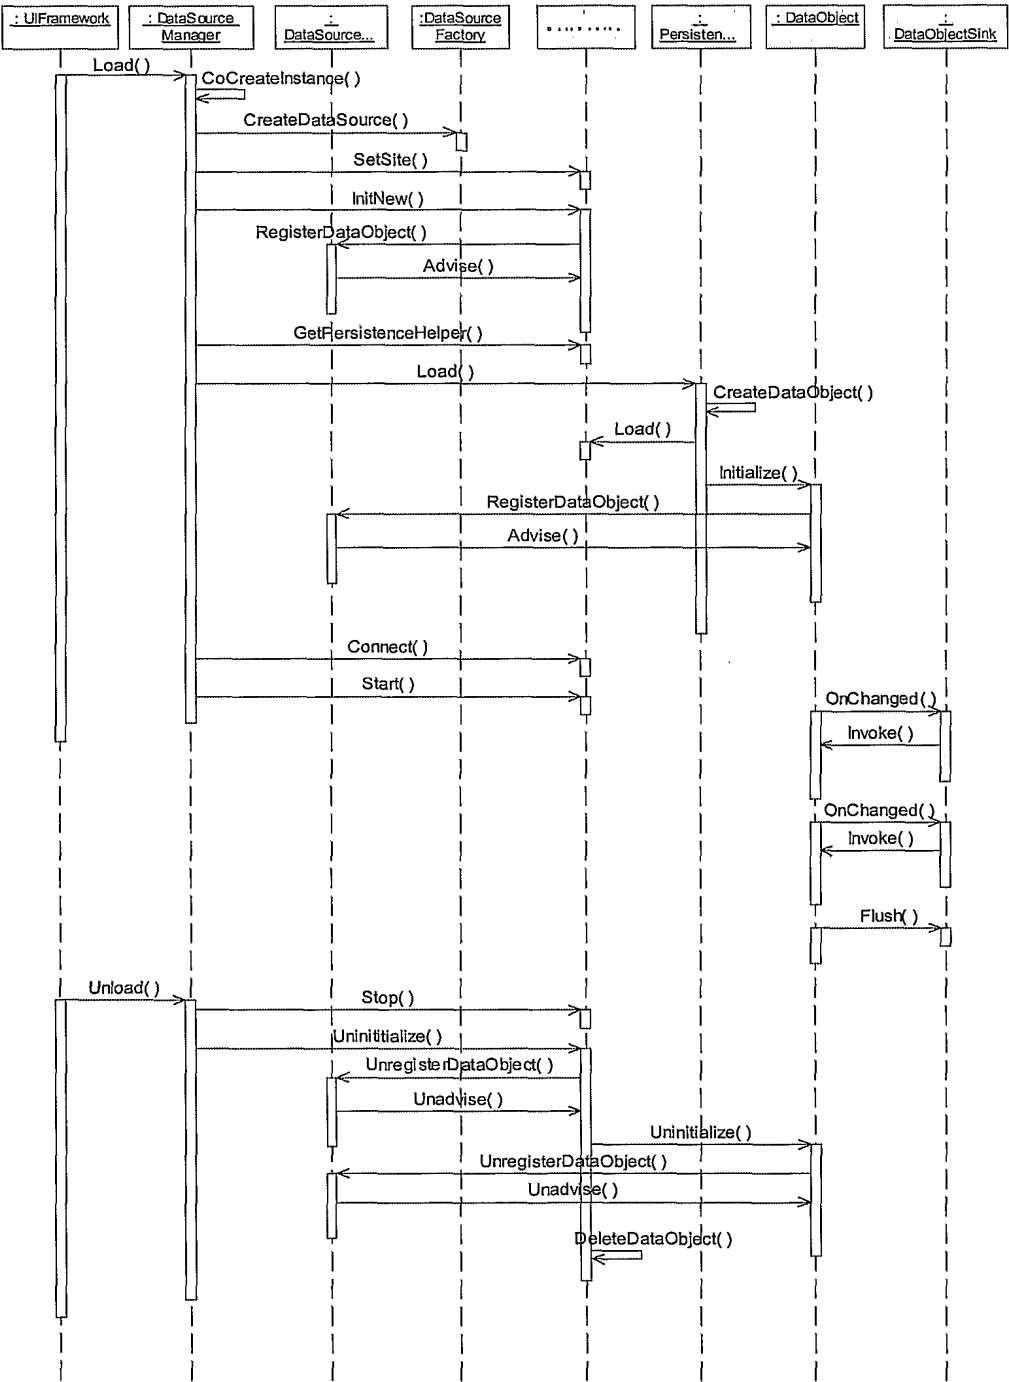 : UIFramework
: DataSource
Manager
:
DataSource...
:DataSource
Factory
:
:
Persisten...
: DataObject
:
DataObjectSink
Load( )
CoCreateInstance( )
CreateDataSource( )
SetSite( )
InitNew( )
RegisterDataObject( )
Advise( )
GetPersistenceHelper( )
Load( )
CreateDataObject( )
Load( )
Initialize( )
RegisterDataObject( )
Advise( )
Connect( )
Start( )
OnChanged( )
Invoke( )
OnChanged( )
Invoke( )
Flush( )
Unload( )
Stop( )
Uninititialize( )
UnregisterDataObject( )
Unadvise( )
Uninitialize( )
UnregisterDataObject( )
Unadvise( )
DeleteDataObject( )